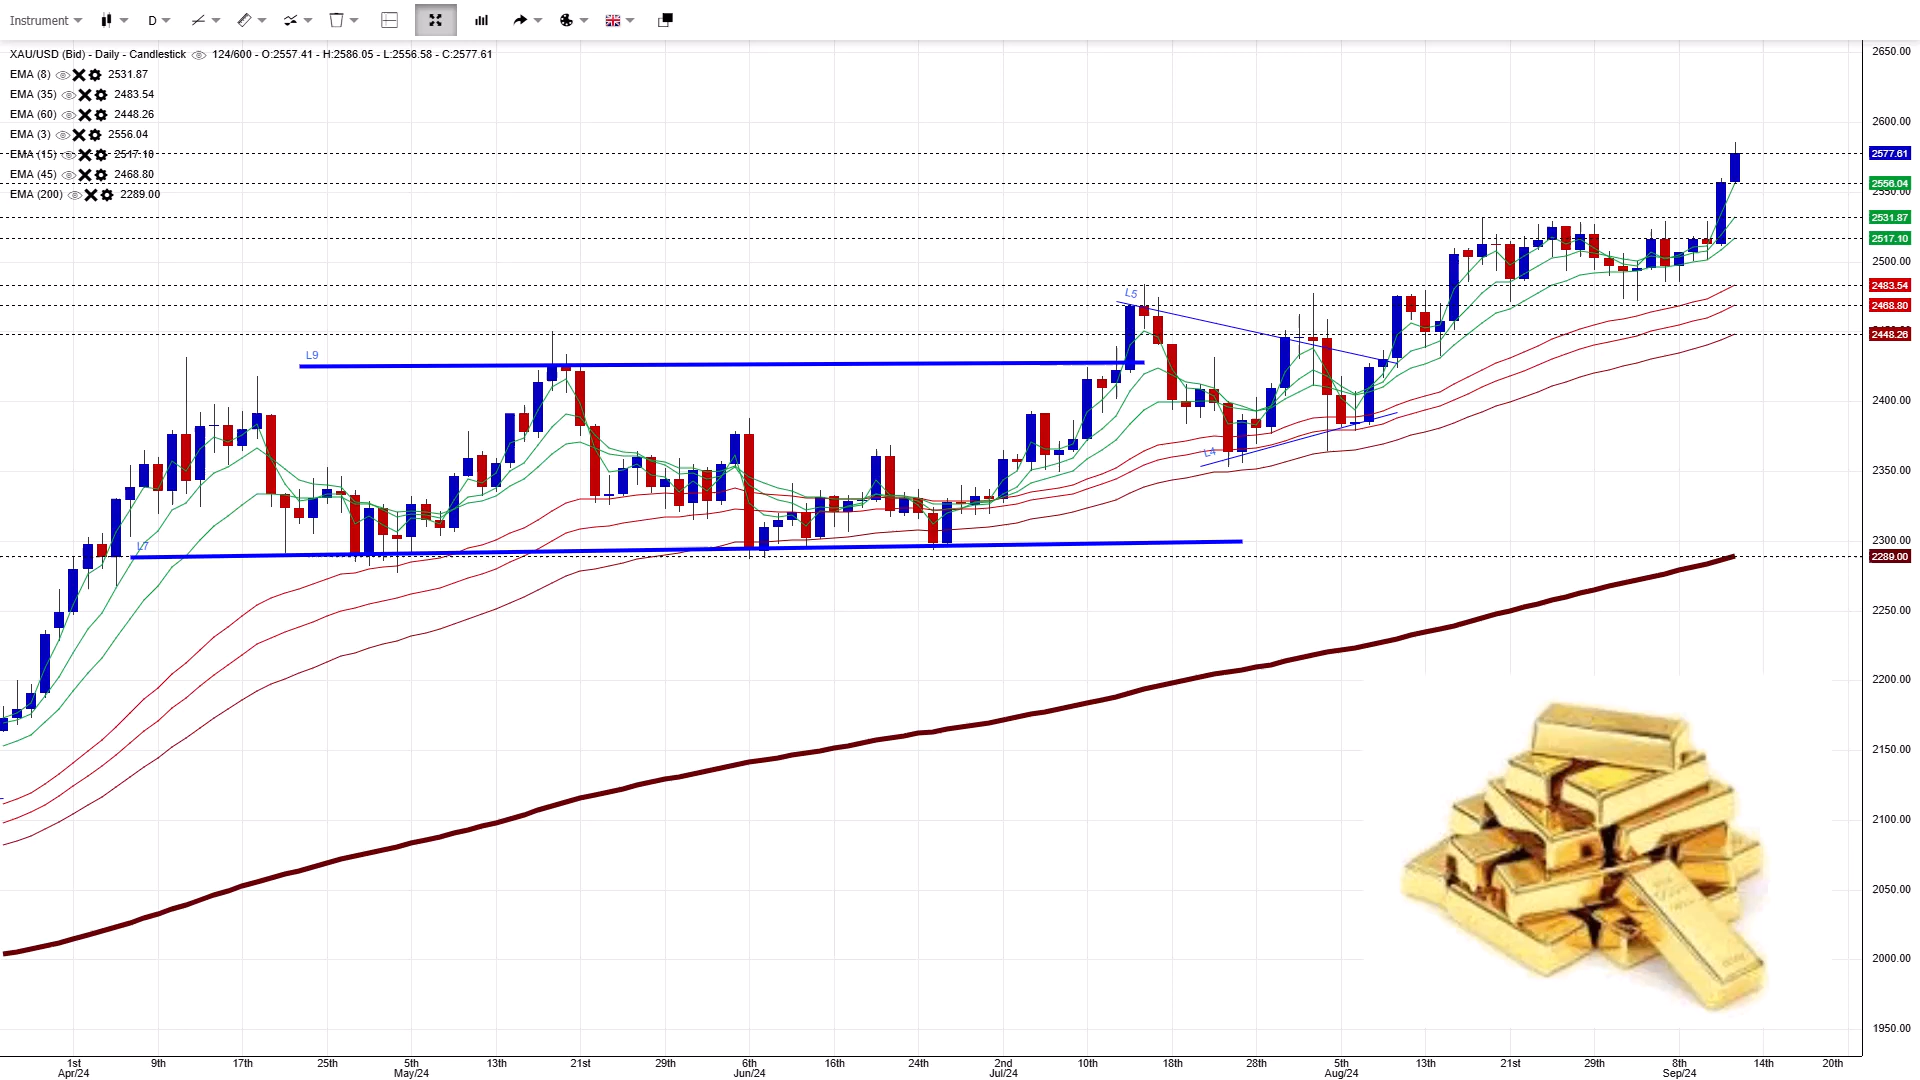 Instrument D
XAU/USD (Bid) - Daily - Candlestick 124/600 - O:2557.41 - H:2586.05 - L:2556.58 - C:2577.61
EMA (8) 2531.87
EMA (35) 2483.54
EMA (60) 2448.26
EMA (3) 2556.04
EMA (15) 2517.10
EMA (45) 2468.80
EMA (200) 2289.00
L9
L7
L5
L4
2650.00
2600.00
2577.61
2556.04
2550.00
2531.87
2517.10
2500.00
2483.54
2468.80
2448.26
2400.00
2350.00
2300.00
2289.00
2250.00
2200.00
2150.00
2100.00
2050.00
2000.00
1950.00
1st 9th 17th 25th 5th 13th 21st 29th 6th 16th 24th 2nd 10th 18th 28th 5th 13th 21st 29th 8th 14th 20th
Apr/24 May/24 Jun/24 Jul/24 Aug/24 Sep/24